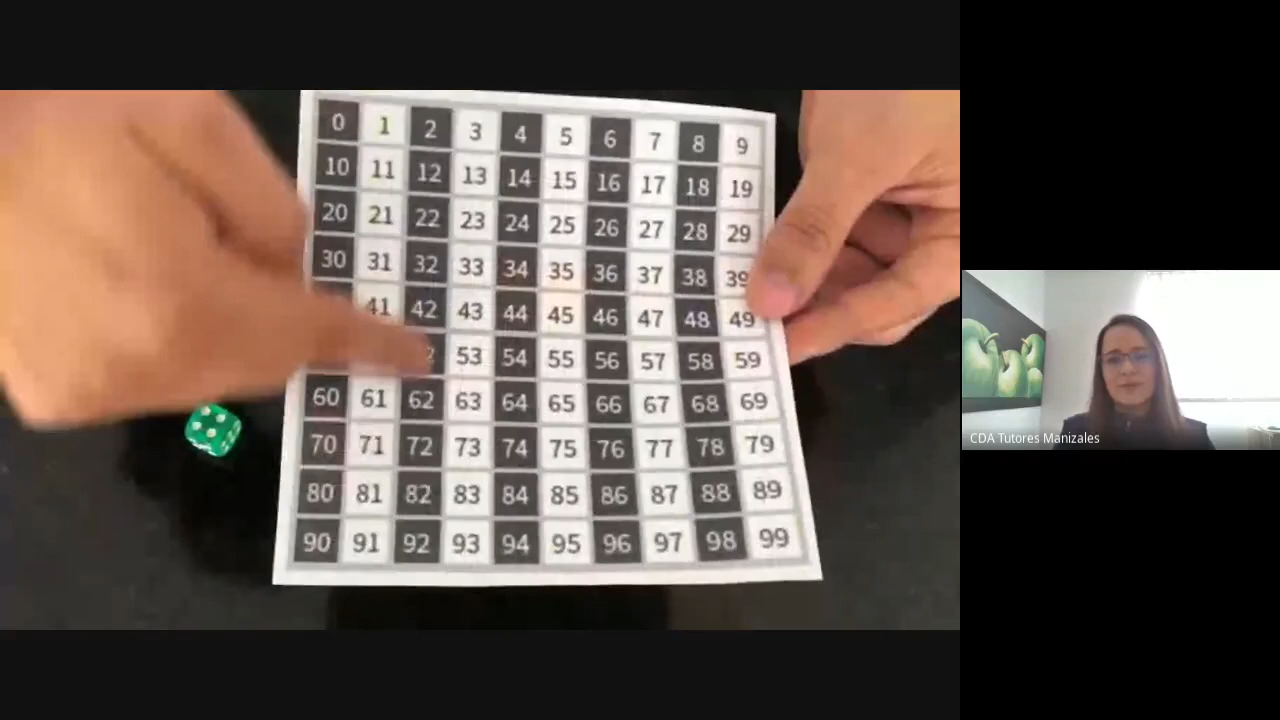 0 1 2 3 4 5 6 7 8 9
10 11 12 13 14 15 16 17 18 19
20 21 22 23 24 25 26 27 28 29
30 31 32 33 34 35 36 37 38 39
41 42 43 44 45 46 47 48 49
53 54 55 56 57 58 59
60 61 62 63 64 65 66 67 68 69
70 71 72 73 74 75 76 77 78 79
80 81 82 83 84 85 86 87 88 89
90 91 92 93 94 95 96 97 98 99
CDA Tutores Manizales